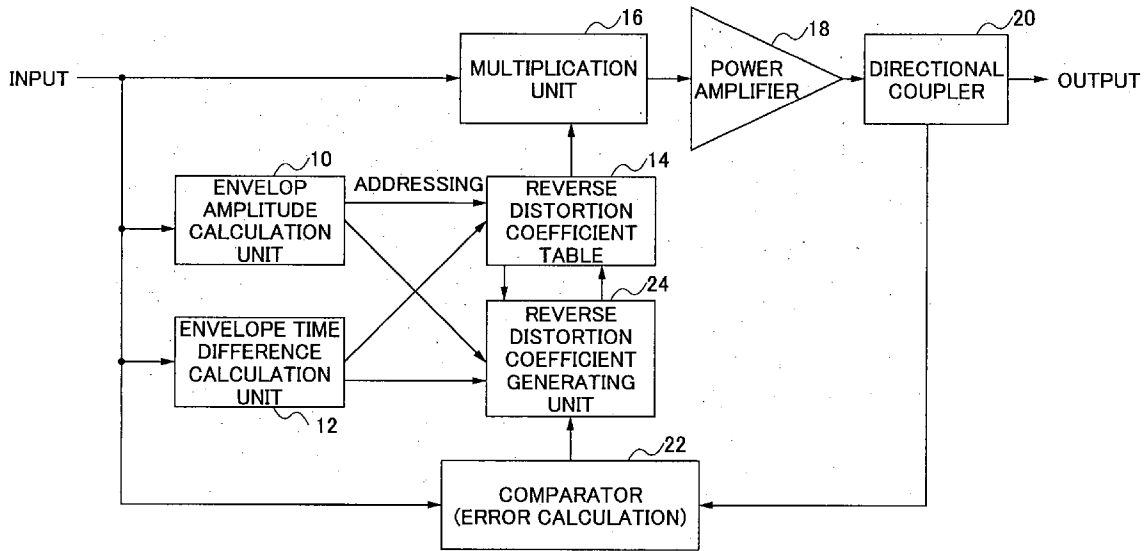 16
18
20
INPUT
MULTIPLICATION
UNIT
POWER
AMPLIFIER
DIRECTIONAL
COUPLER
OUTPUT
10
ENVELOP
AMPLITUDE
CALCULATION
UNIT
ADDRESSING
14
REVERSE
DISTORTION
COEFFICIENT
TABLE
24
ENVELOPE TIME
DIFFERENCE
CALCULATION
UNIT
12
REVERSE
DISTORTION
COEFFICIENT
GENERATING
UNIT
22
COMPARATOR
(ERROR CALCULATION)